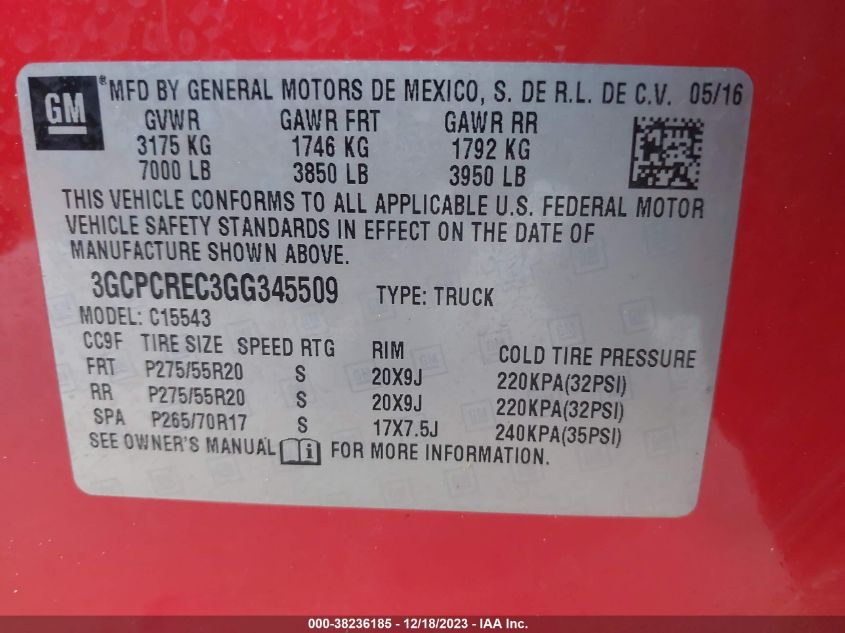 GM
*MFD BY GENERAL MOTORS DE MEXICO, S. DE R.L. DE C.V. 05/16
GVWR GAWR FRT GAWR RR
3175 KG 1746 KG 1792 KG
7000 LB 3850 LB 3950 LB
THIS VEHICLE CONFORMS TO ALL APPLICABLE U.S. FEDERAL MOTOR
VEHICLE SAFETY STANDARDS IN EFFECT ON THE DATE OF
MANUFACTURE SHOWN ABOVE.
3GCPCREC3GG345509 TYPE: TRUCK
MODEL: C15543
CC9F TIRE SIZE SPEED RTG RIM COLD TIRE PRESSURE
FRT P275/55R20 S 20X9J 220KPA(32PSI)
RR P275/55R20 S 20X9J 220KPA(32PSI)
SPA P265/70R17 S 17X7.5J 240KPA(35PSI)
SEE OWNER'S MANUAL FOR MORE INFORMATION.
000-38236185 - 12/18/2023 - IAA Inc.